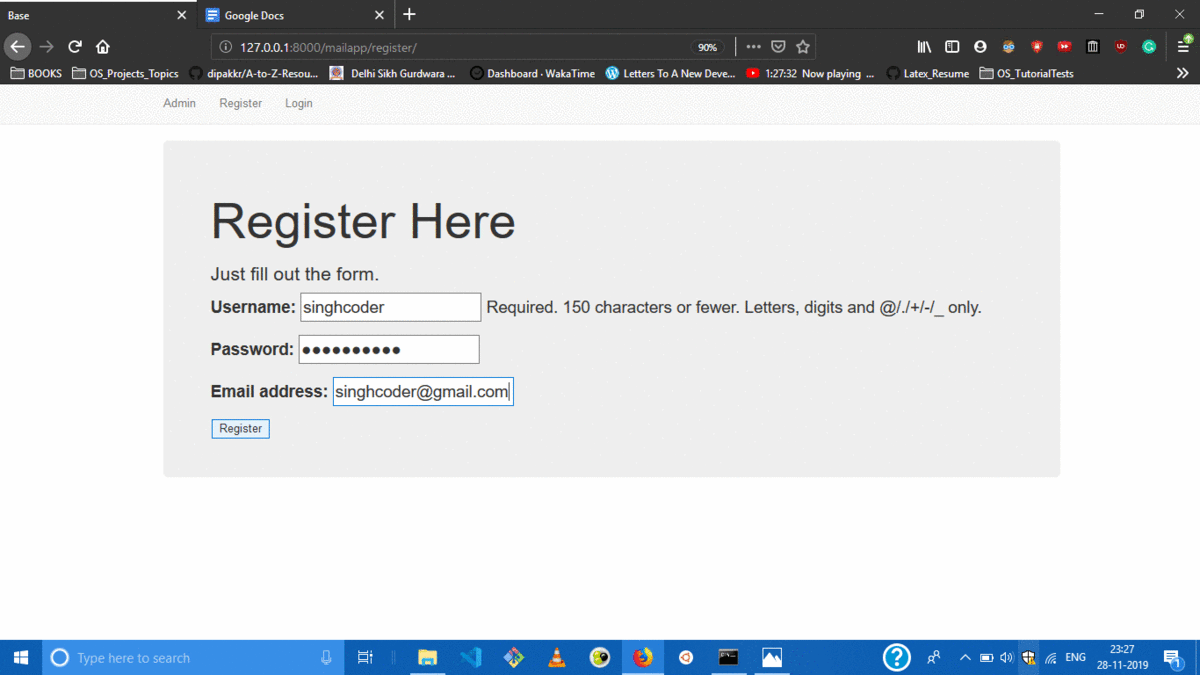 Base
Google Docs
127.0.0.1:8000/mailapp/register/
90%
BOOKS OS_Projects_Topics dipakkr/A-to-Z-Resou... Delhi Sikh Gurdwara ... Dashboard · WakaTime Letters To A New Deve... 1:27:32 Now playing ... Latex_Resume OS_TutorialTests
Admin Register Login
Register Here
Just fill out the form.
Username: singhcoder Required. 150 characters or fewer. Letters, digits and @/./+/-/_ only.
Password: ●●●●●●●●●●
Email address: singhcoder@gmail.com
Register
Type here to search
ENG
23:27
28-11-2019
1